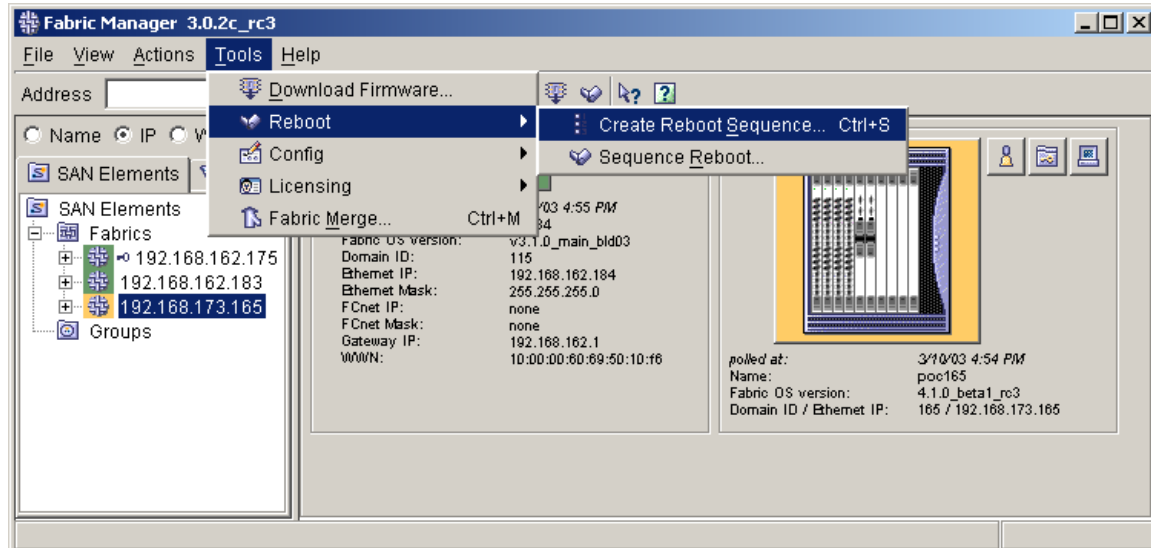 Fabric Manager 3.0.2c_rc3
File View Actions Tools Help
Address
Download Firmware...
Reboot
Config
Licensing
Fabric Merge... Ctrl+M
Create Reboot Sequence... Ctrl+S
Sequence Reboot...
Name IP
SAN Elements
SAN Elements
Fabrics
192.168.162.175
192.168.162.183
192.168.173.165
Groups
/03 4:55 PM
Fabric OS version: v3.1.0_main_bld03
Domain ID: 115
Ethernet IP: 192.168.162.184
Ethernet Mask: 255.255.255.0
FCnet IP: none
FCnet Mask: none
Gateway IP: 192.168.162.1
WWN: 10:00:00:60:69:50:10:f6
polled at: 3/10/03 4:54 PM
Name: poc165
Fabric OS version: 4.1.0_beta1_rc3
Domain ID / Ethernet IP: 165 / 192.168.173.165